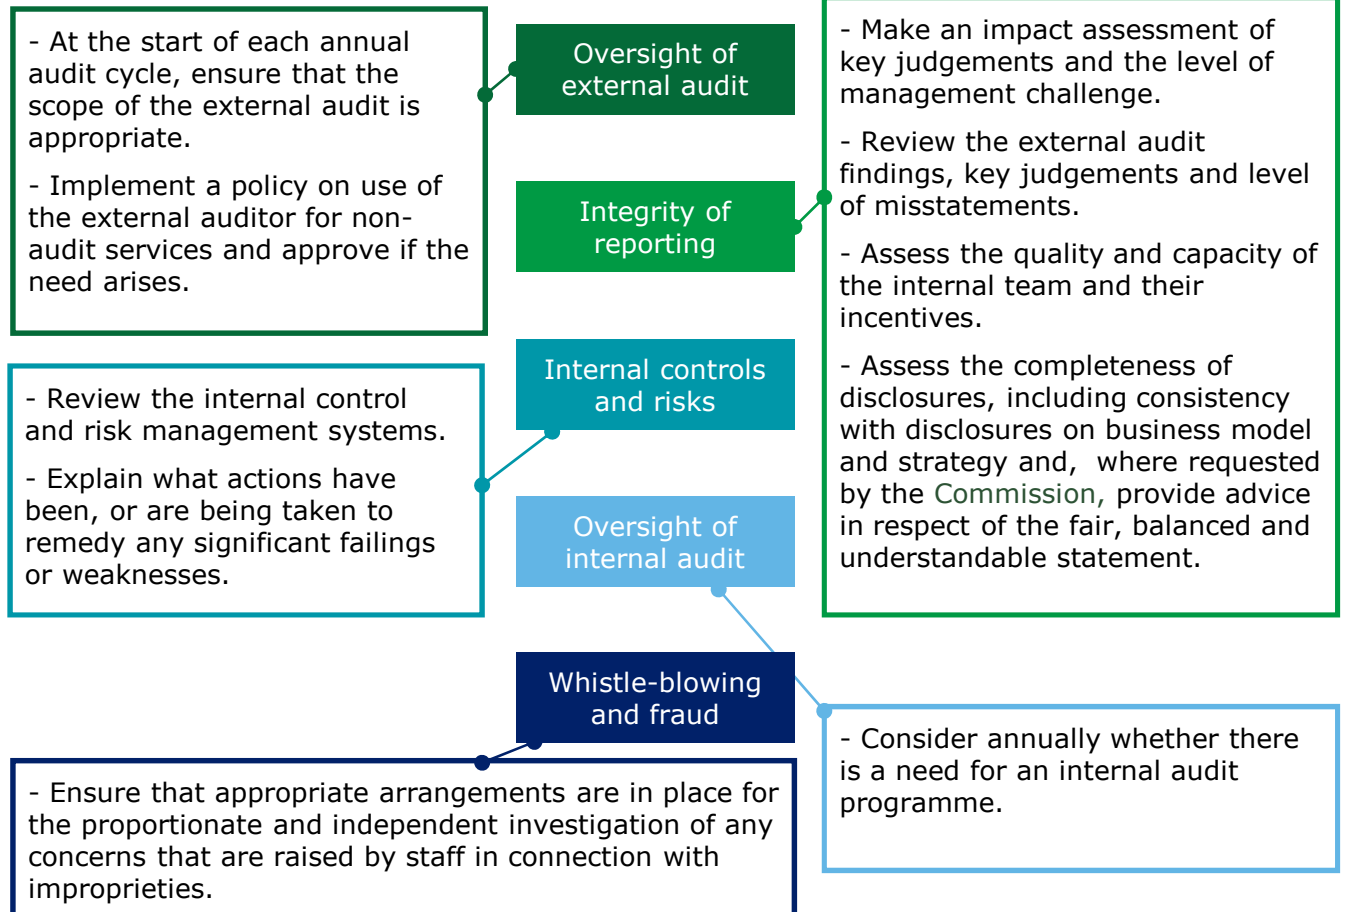 - At the start of each annual
audit cycle, ensure that the
scope of the external audit is
appropriate.
- Implement a policy on use of
the external auditor for non-
audit services and approve if the
need arises.
Oversight of
external audit
Integrity of
reporting
- Make an impact assessment of
key judgements and the level of
management challenge.
- Review the external audit
findings, key judgements and level
of misstatements.
- Assess the quality and capacity of
the internal team and their
incentives.
- Assess the completeness of
disclosures, including consistency
with disclosures on business model
and strategy and,  where requested
by the Commission, provide advice
in respect of the fair, balanced and
understandable statement.
Internal controls
and risks
- Review the internal control
and risk management systems.
- Explain what actions have
been, or are being taken to
remedy any significant failings
or weaknesses.
Oversight of
internal audit
- Consider annually whether there
is a need for an internal audit
programme.
Whistle-blowing
and fraud
- Ensure that appropriate arrangements are in place for
the proportionate and independent investigation of any
concerns that are raised by staff in connection with
improprieties.